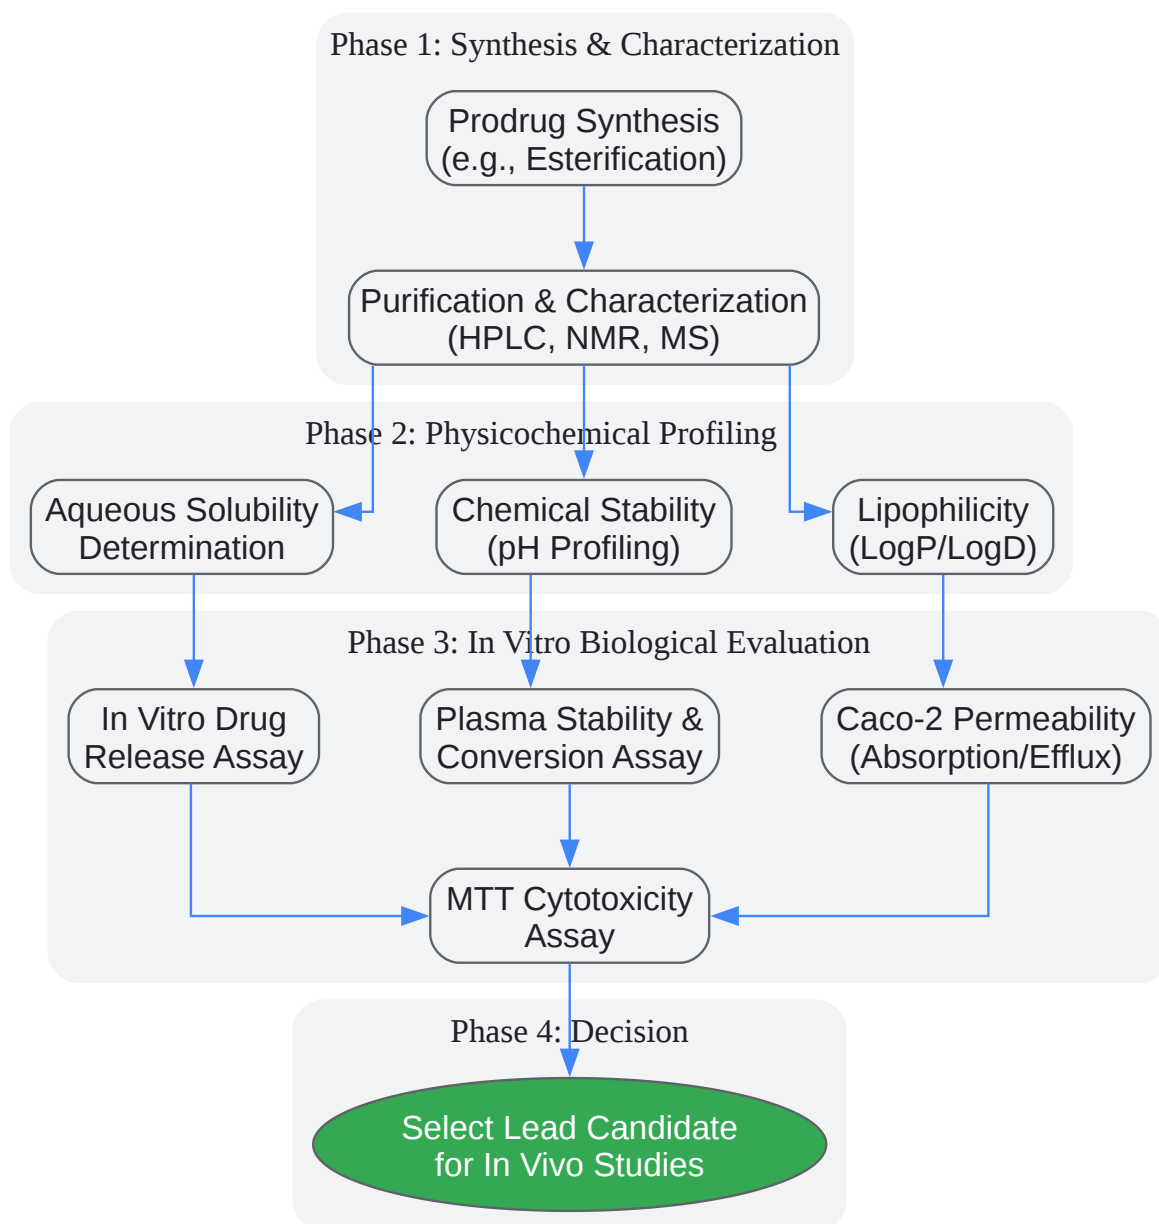 Phase 1: Synthesis & Characterization
Prodrug Synthesis
(e.g., Esterification)
Purification & Characterization
(HPLC, NMR, MS)
Phase 2: Physicochemical Profiling
Aqueous Solubility
Determination
Chemical Stability
(pH Profiling)
Lipophilicity
(LogP/LogD)
Phase 3: In Vitro Biological Evaluation
In Vitro Drug
Release Assay
Plasma Stability &
Conversion Assay
Caco-2 Permeability
(Absorption/Efflux)
MTT Cytotoxicity
Assay
Phase 4: Decision
Select Lead Candidate
for In Vivo Studies